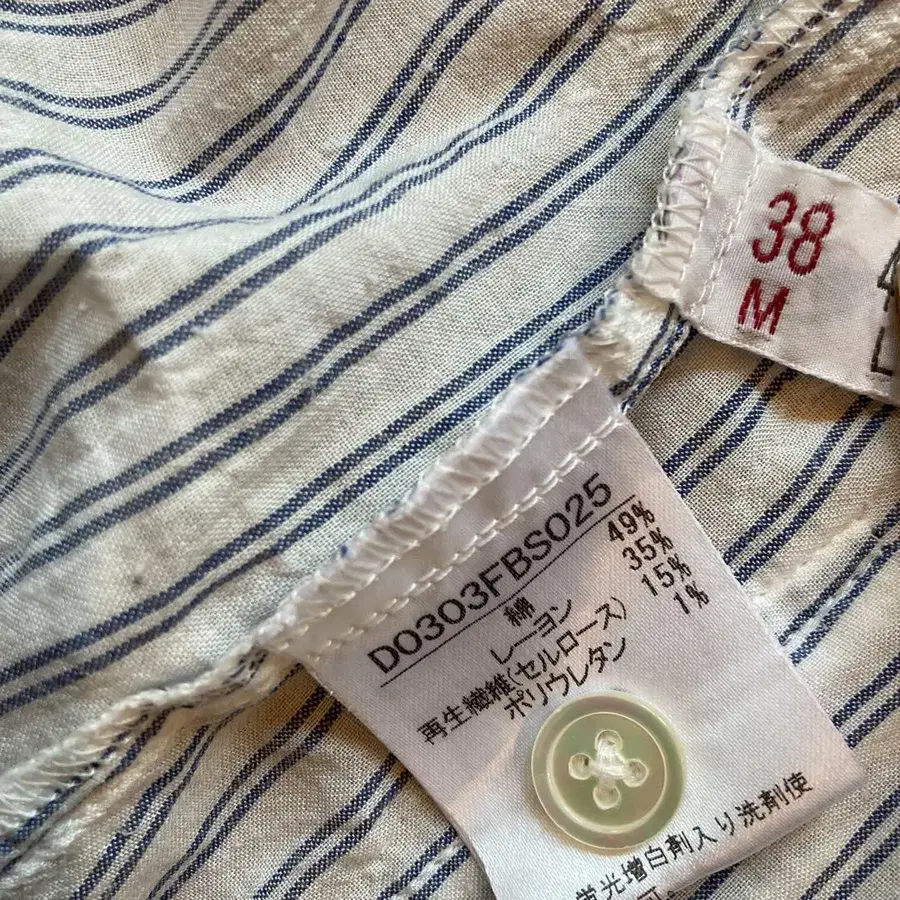 38
M
D0303FBS025
綿 49%
レーヨン 35%
再生繊維(セルロース) 15%
ポリウレタン 1%
蛍光増白剤入り洗剤使